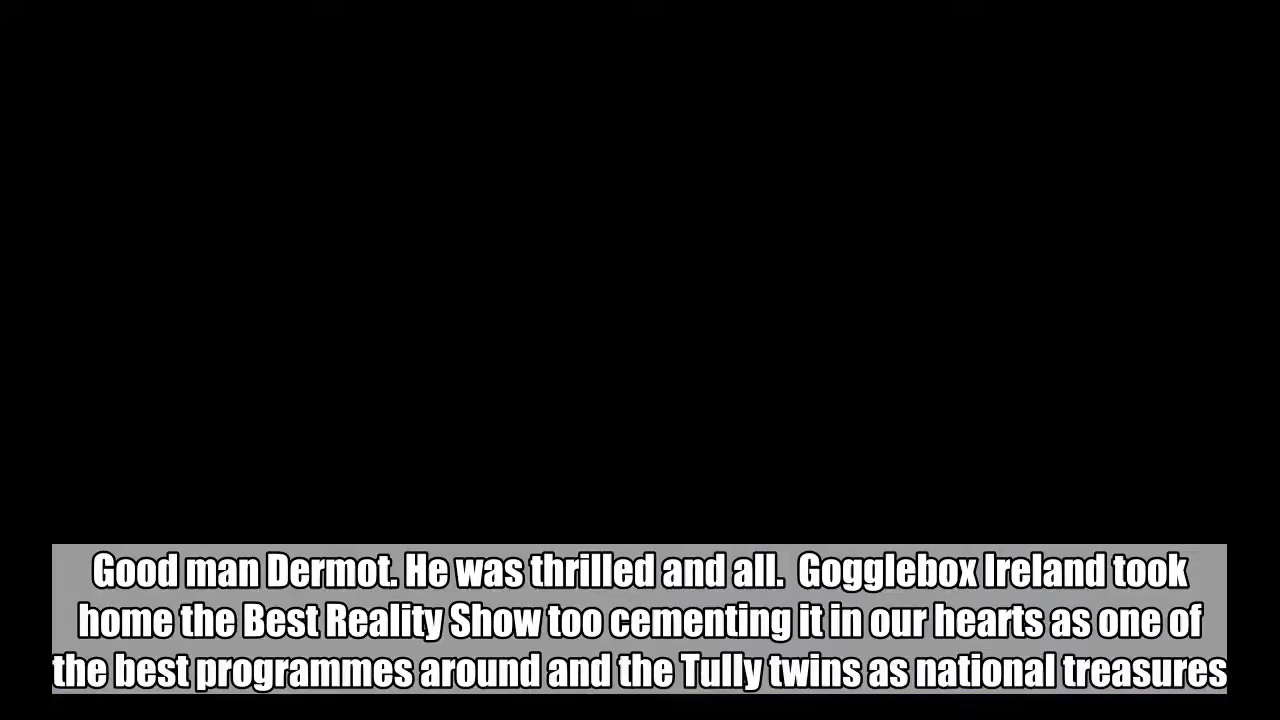 Good man Dermot. He was thrilled and all.  Gogglebox Ireland took
home the Best Reality Show too cementing it in our hearts as one of
the best programmes around and the Tully twins as national treasures